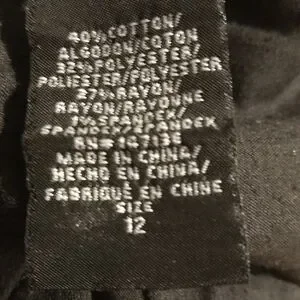 40% COTTON/
ALGODON/COTON
32% POLYESTER/
POLIESTER/POLYESTER
27% RAYON/
RAYON/RAYONNE
1% SPANDEX/
SPANDEX/SPANDEX
RN# 147138
MADE IN CHINA/
HECHO EN CHINA/
FABRIQUE EN CHINE
SIZE
12